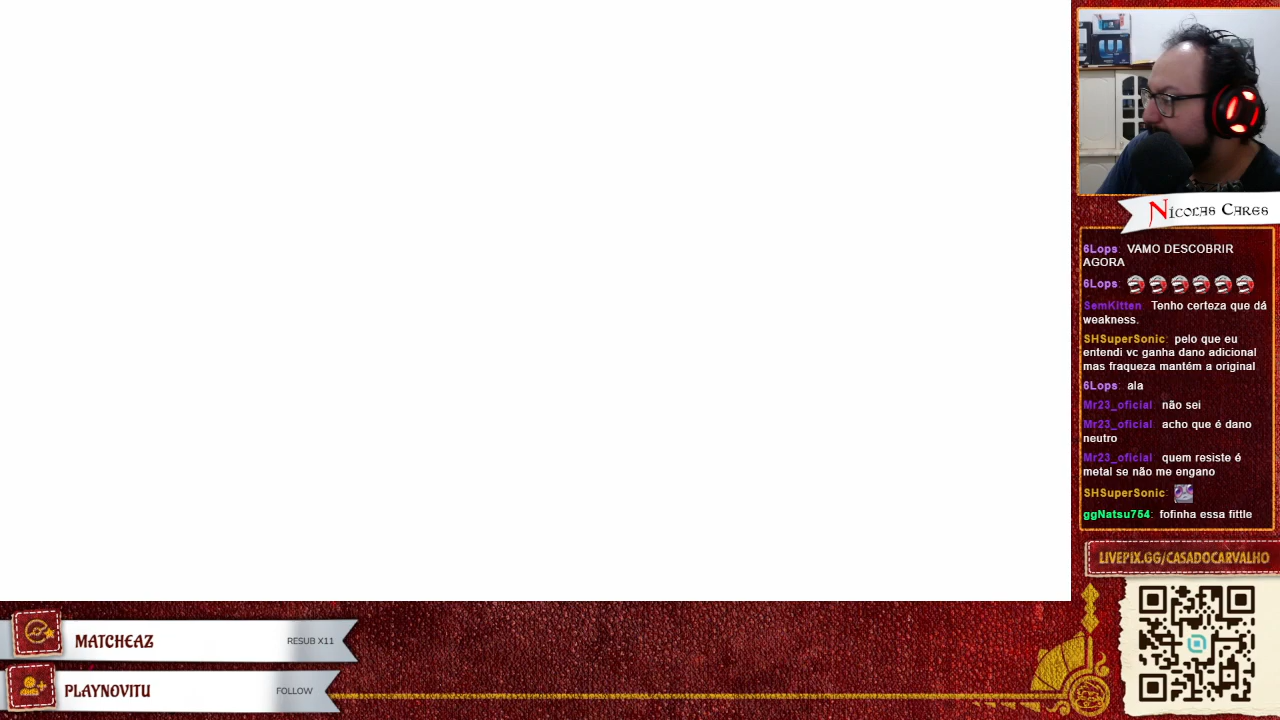 Nicolas Cares
6Lops: VAMO DESCOBRIR
AGORA
6Lops:
SemKitten: Tenho certeza que dá
weakness.
SHSuperSonic: pelo que eu
entendi vc ganha dano adicional
mas fraqueza mantém a original
6Lops: ala
Mr23_oficial: não sei
Mr23_oficial: acho que é dano
neutro
Mr23_oficial: quem resiste é
metal se não me engano
SHSuperSonic:
ggNatsu754: fofinha essa fittle
LIVEPIX.GG/CASADOCARVALHO
MATCHEAZ RESUB X11
PLAYNOVITU FOLLOW